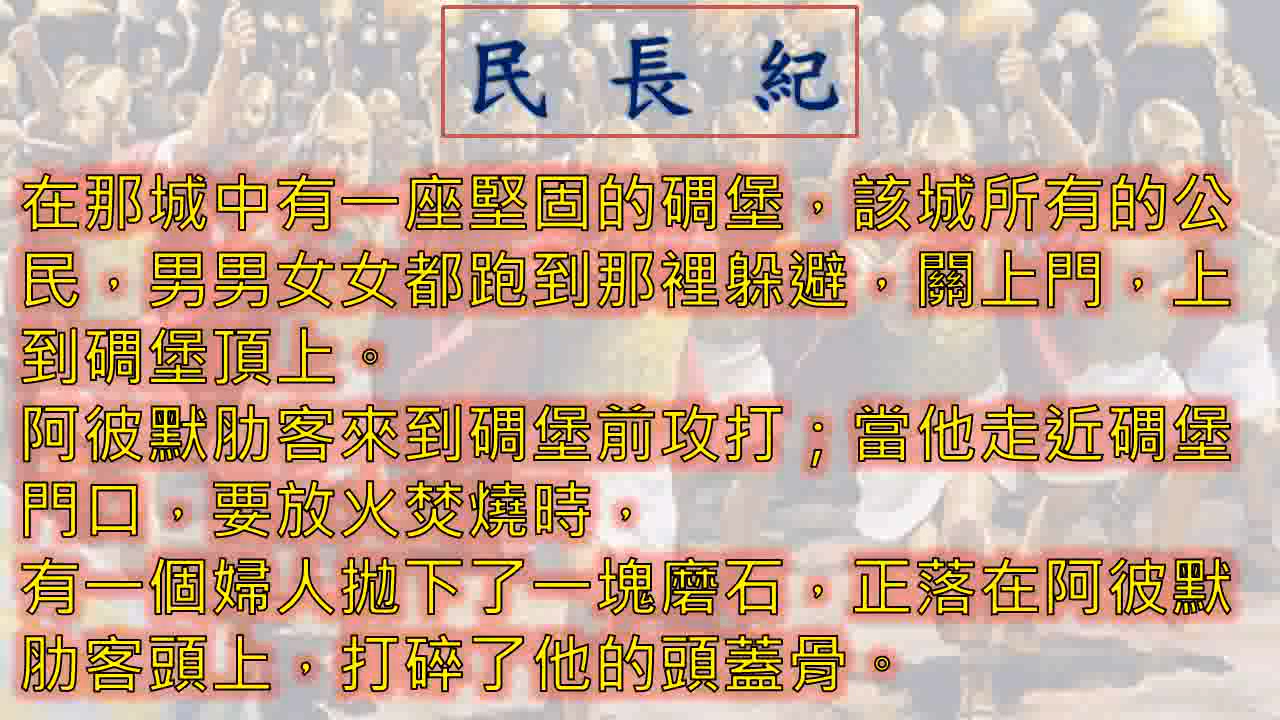 民長紀
在那城中有一座堅固的碉堡，該城所有的公
民，男男女女都跑到那裡躲避，關上門，上
到碉堡頂上。
阿彼默肋客來到碉堡前攻打；當他走近碉堡
門口，要放火焚燒時，
有一個婦人拋下了一塊磨石，正落在阿彼默
肋客頭上，打碎了他的頭蓋骨。